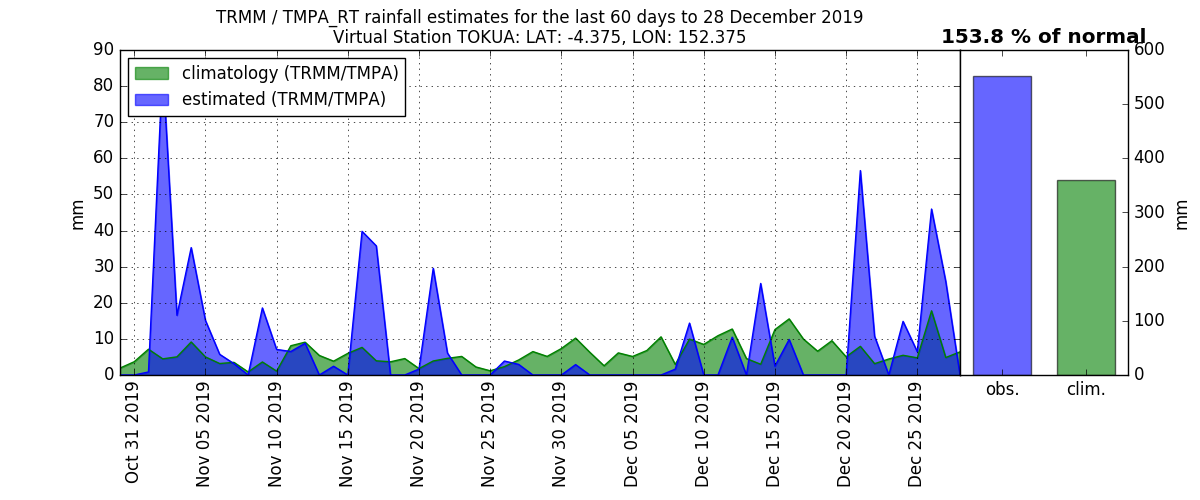 TRMM / TMPA_RT rainfall estimates for the last 60 days to 28 December 2019
Virtual Station TOKUA: LAT: -4.375, LON: 152.375
153.8 % of normal
climatology (TRMM/TMPA)
estimated (TRMM/TMPA)
90
80
70
60
50
40
30
20
10
0
mm
Oct 31 2019
Nov 05 2019
Nov 10 2019
Nov 15 2019
Nov 20 2019
Nov 25 2019
Nov 30 2019
Dec 05 2019
Dec 10 2019
Dec 15 2019
Dec 20 2019
Dec 25 2019
obs.
clim.
600
500
400
300
200
100
0
mm